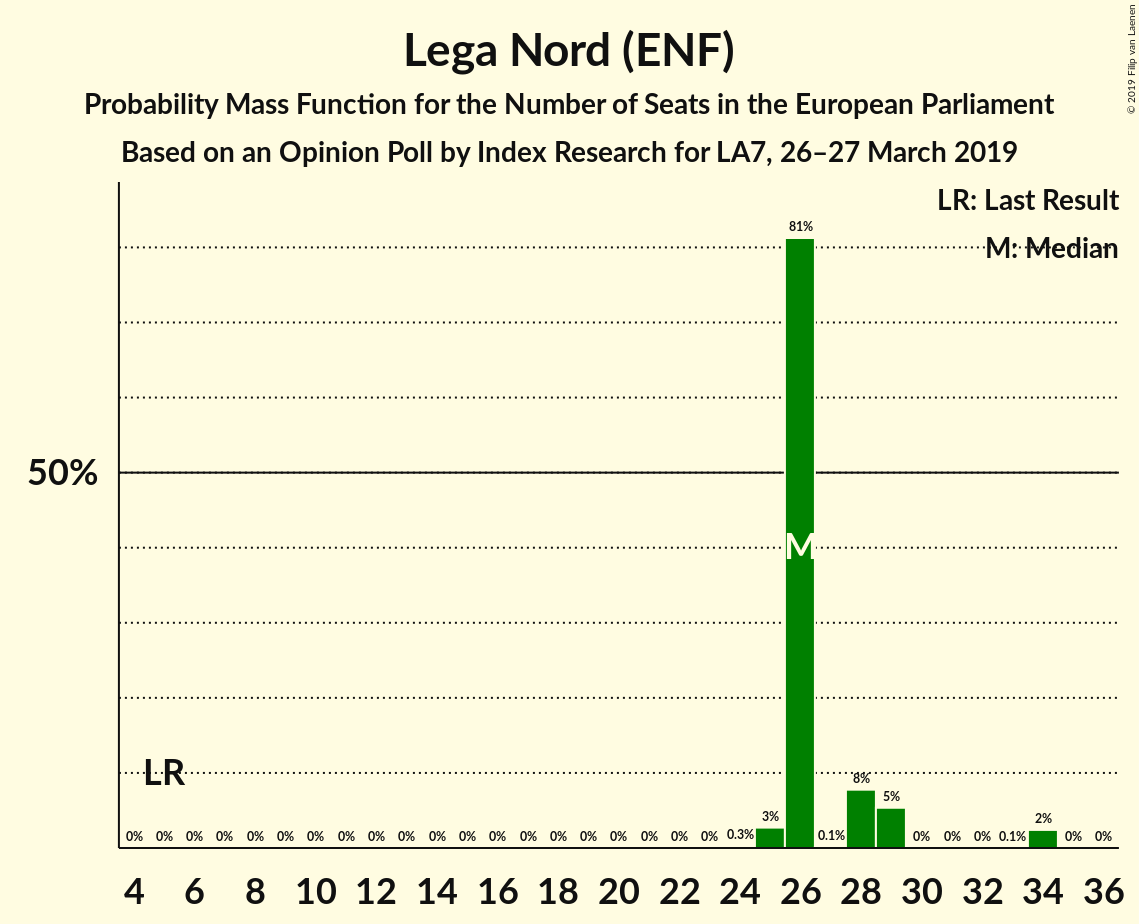 Lega Nord (ENF)
Probability Mass Function for the Number of Seats in the European Parliament
Based on an Opinion Poll by Index Research for LA7, 26–27 March 2019
© 2019 Filip van Laenen
LR: Last Result
M: Median
81%
50%
M
LR
8%
5%
3%
2%
0% 0% 0% 0% 0% 0% 0% 0% 0% 0% 0% 0% 0% 0% 0% 0% 0% 0% 0% 0% 0.3% 0.1% 0% 0% 0% 0.1% 0% 0%
4 6 8 10 12 14 16 18 20 22 24 26 28 30 32 34 36